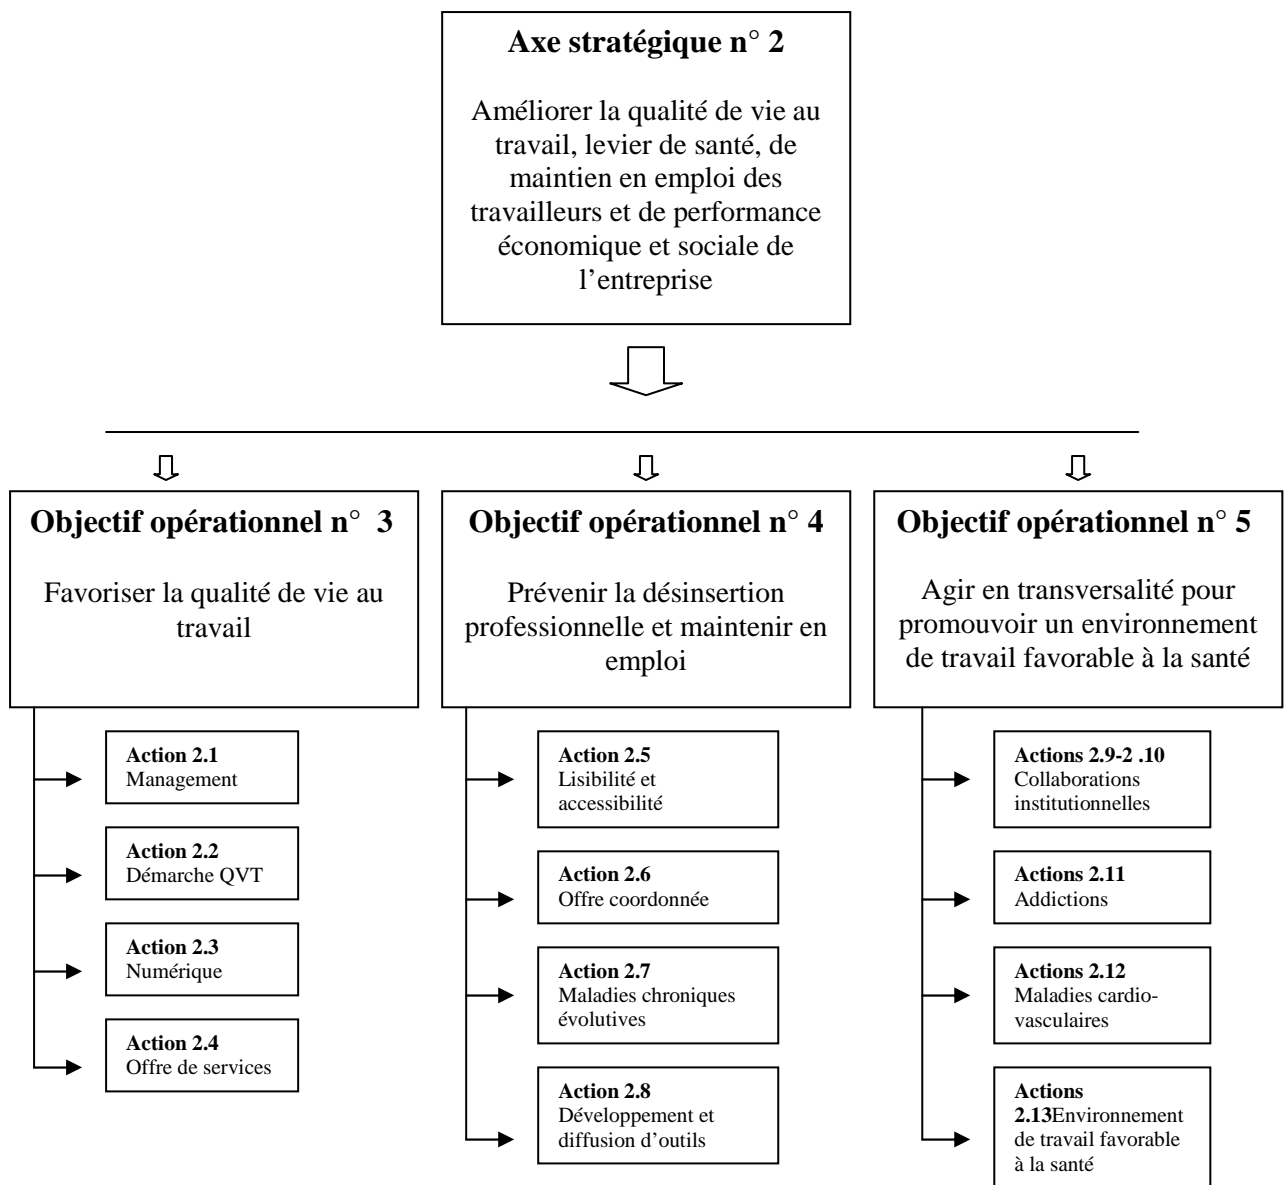 Axe stratégique n° 2
Améliorer la qualité de vie au
travail, levier de santé, de
maintien en emploi des
travailleurs et de performance
économique et sociale de
l’entreprise
Objectif opérationnel n° 3
Favoriser la qualité de vie au
travail
Action 2.1
Management
Action 2.2
Démarche QVT
Action 2.3
Numérique
Action 2.4
Offre de services
Objectif opérationnel n° 4
Prévenir la désinsertion
professionnelle et maintenir en
emploi
Action 2.5
Lisibilité et
accessibilité
Action 2.6
Offre coordonnée
Action 2.7
Maladies chroniques
évolutives
Action 2.8
Développement et
diffusion d’outils
Objectif opérationnel n° 5
Agir en transversalité pour
promouvoir un environnement
de travail favorable à la santé
Actions 2.9-2 .10
Collaborations
institutionnelles
Actions 2.11
Addictions
Actions 2.12
Maladies cardio-
vasculaires
Actions
2.13Environnement
de travail favorable
à la santé